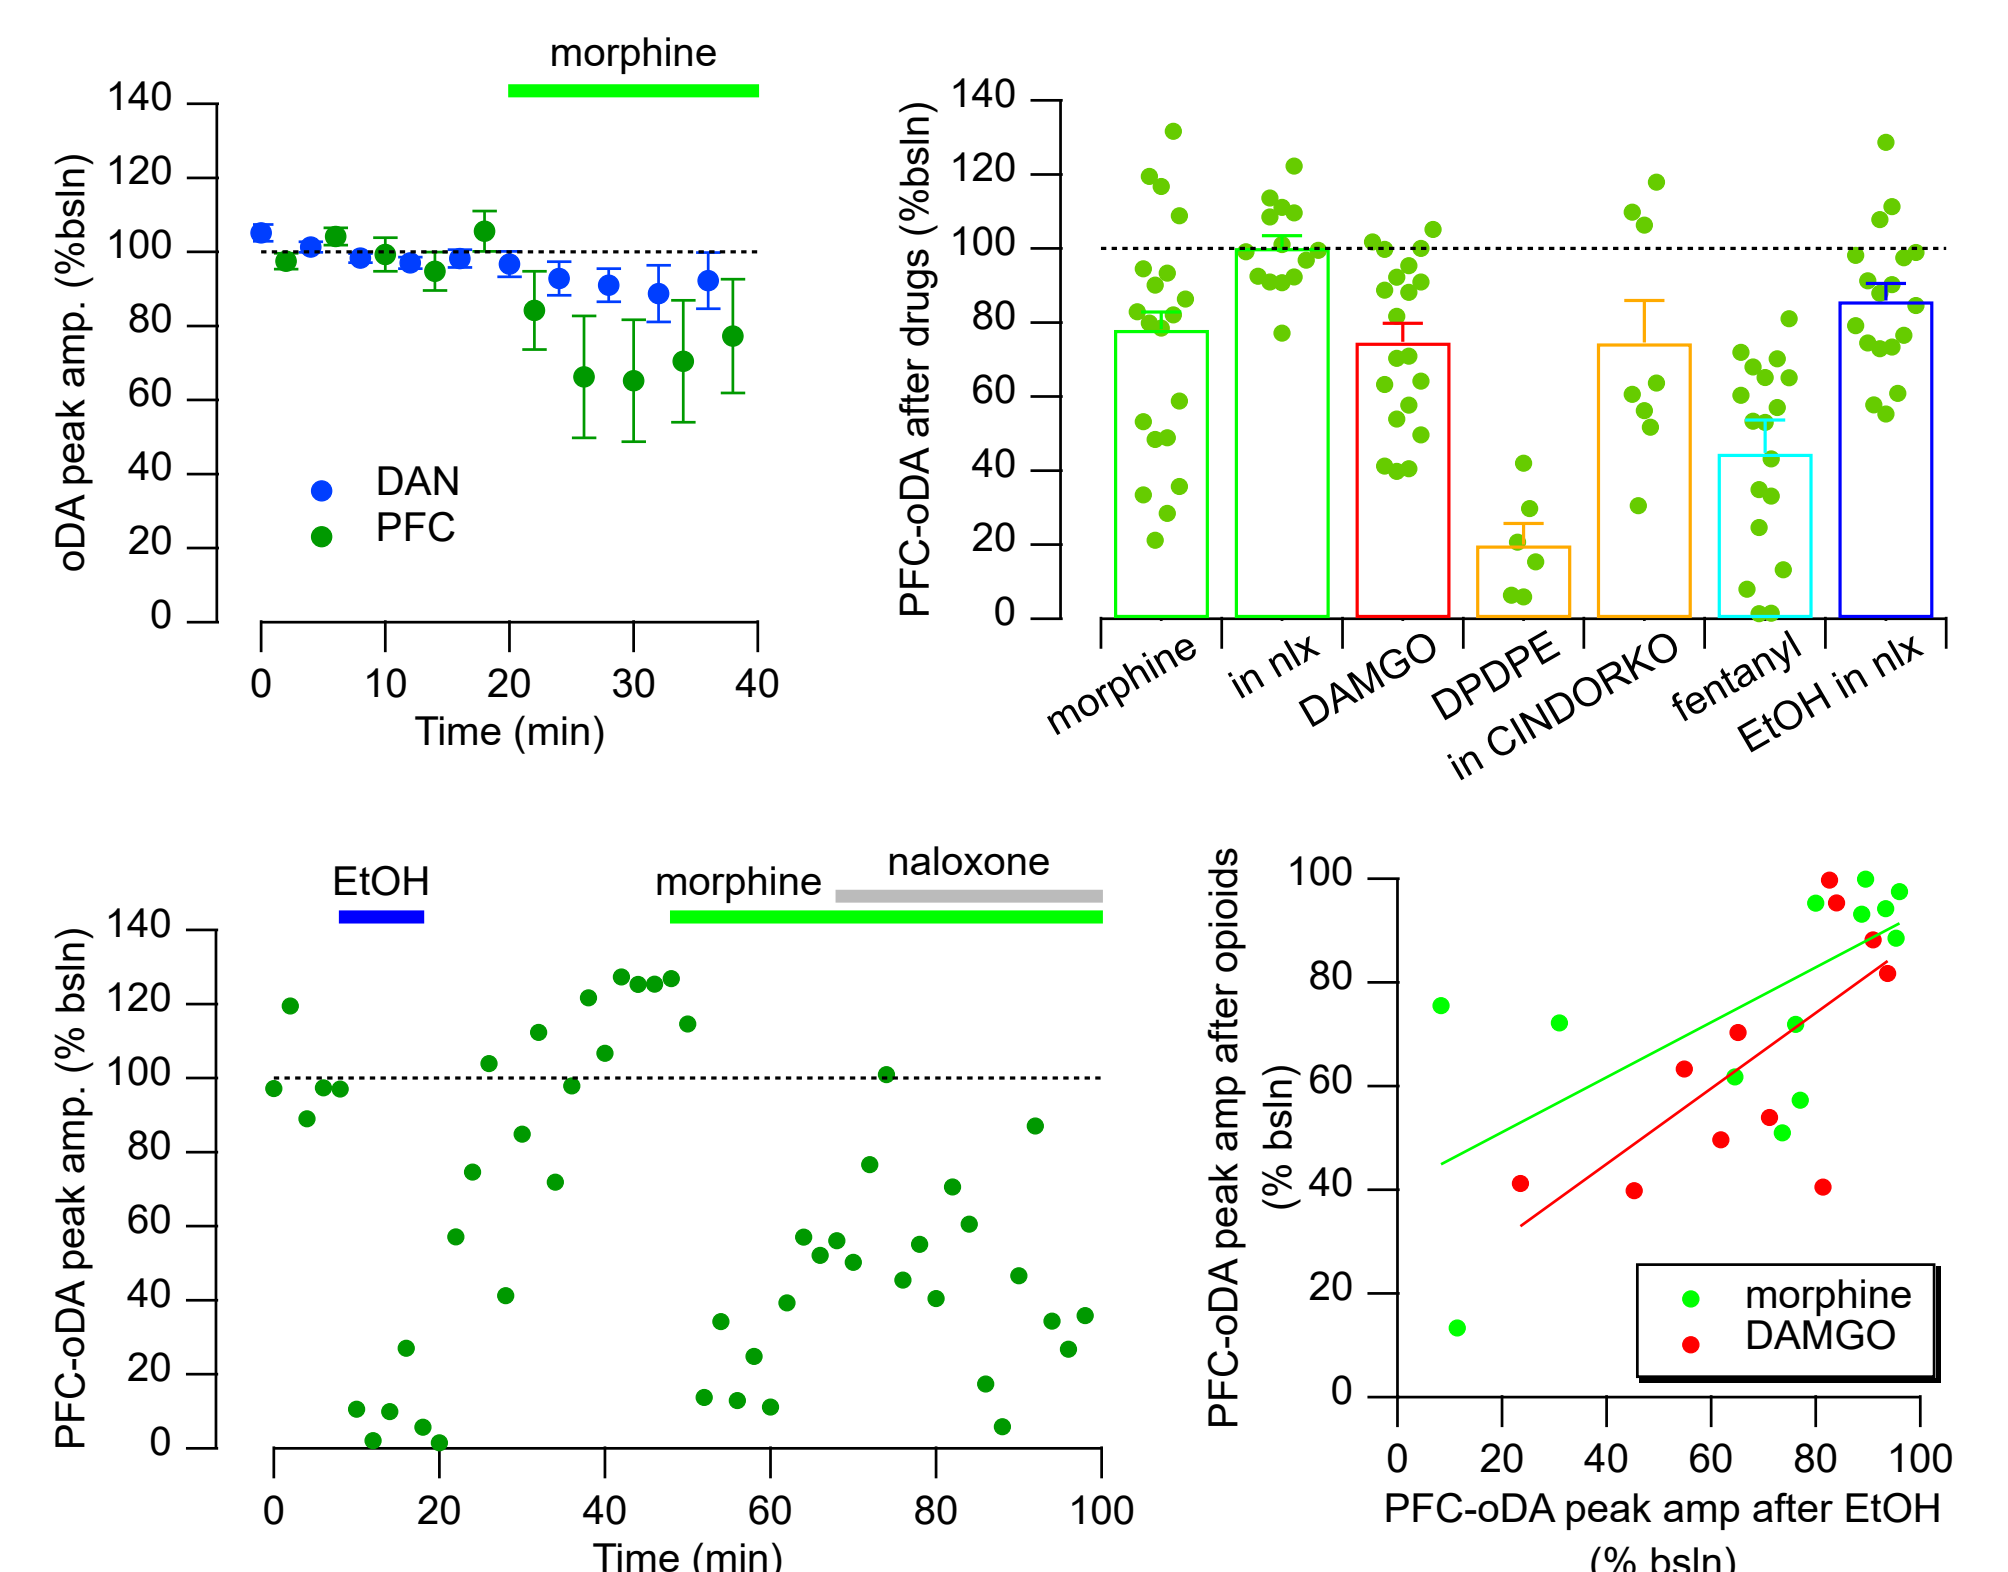 morphine
140
120
100
80
60
40
20
0
oDA peak amp. (%bsln)
DAN
PFC
0 10 20 30 40
Time (min)
140
120
100
80
60
40
20
0
PFC-oDA after drugs (%bsln)
morphine
in nlx
DAMGO
DPDPE
in CINDORKO
fentanyl
EtOH in nlx
EtOH
morphine
naloxone
140
120
100
80
60
40
20
0
PFC-oDA peak amp. (% bsln)
0 20 40 60 80 100
Time (min)
100
80
60
40
20
0
PFC-oDA peak amp after opioids
(% bsln)
morphine
DAMGO
0 20 40 60 80 100
PFC-oDA peak amp after EtOH
(% bsln)